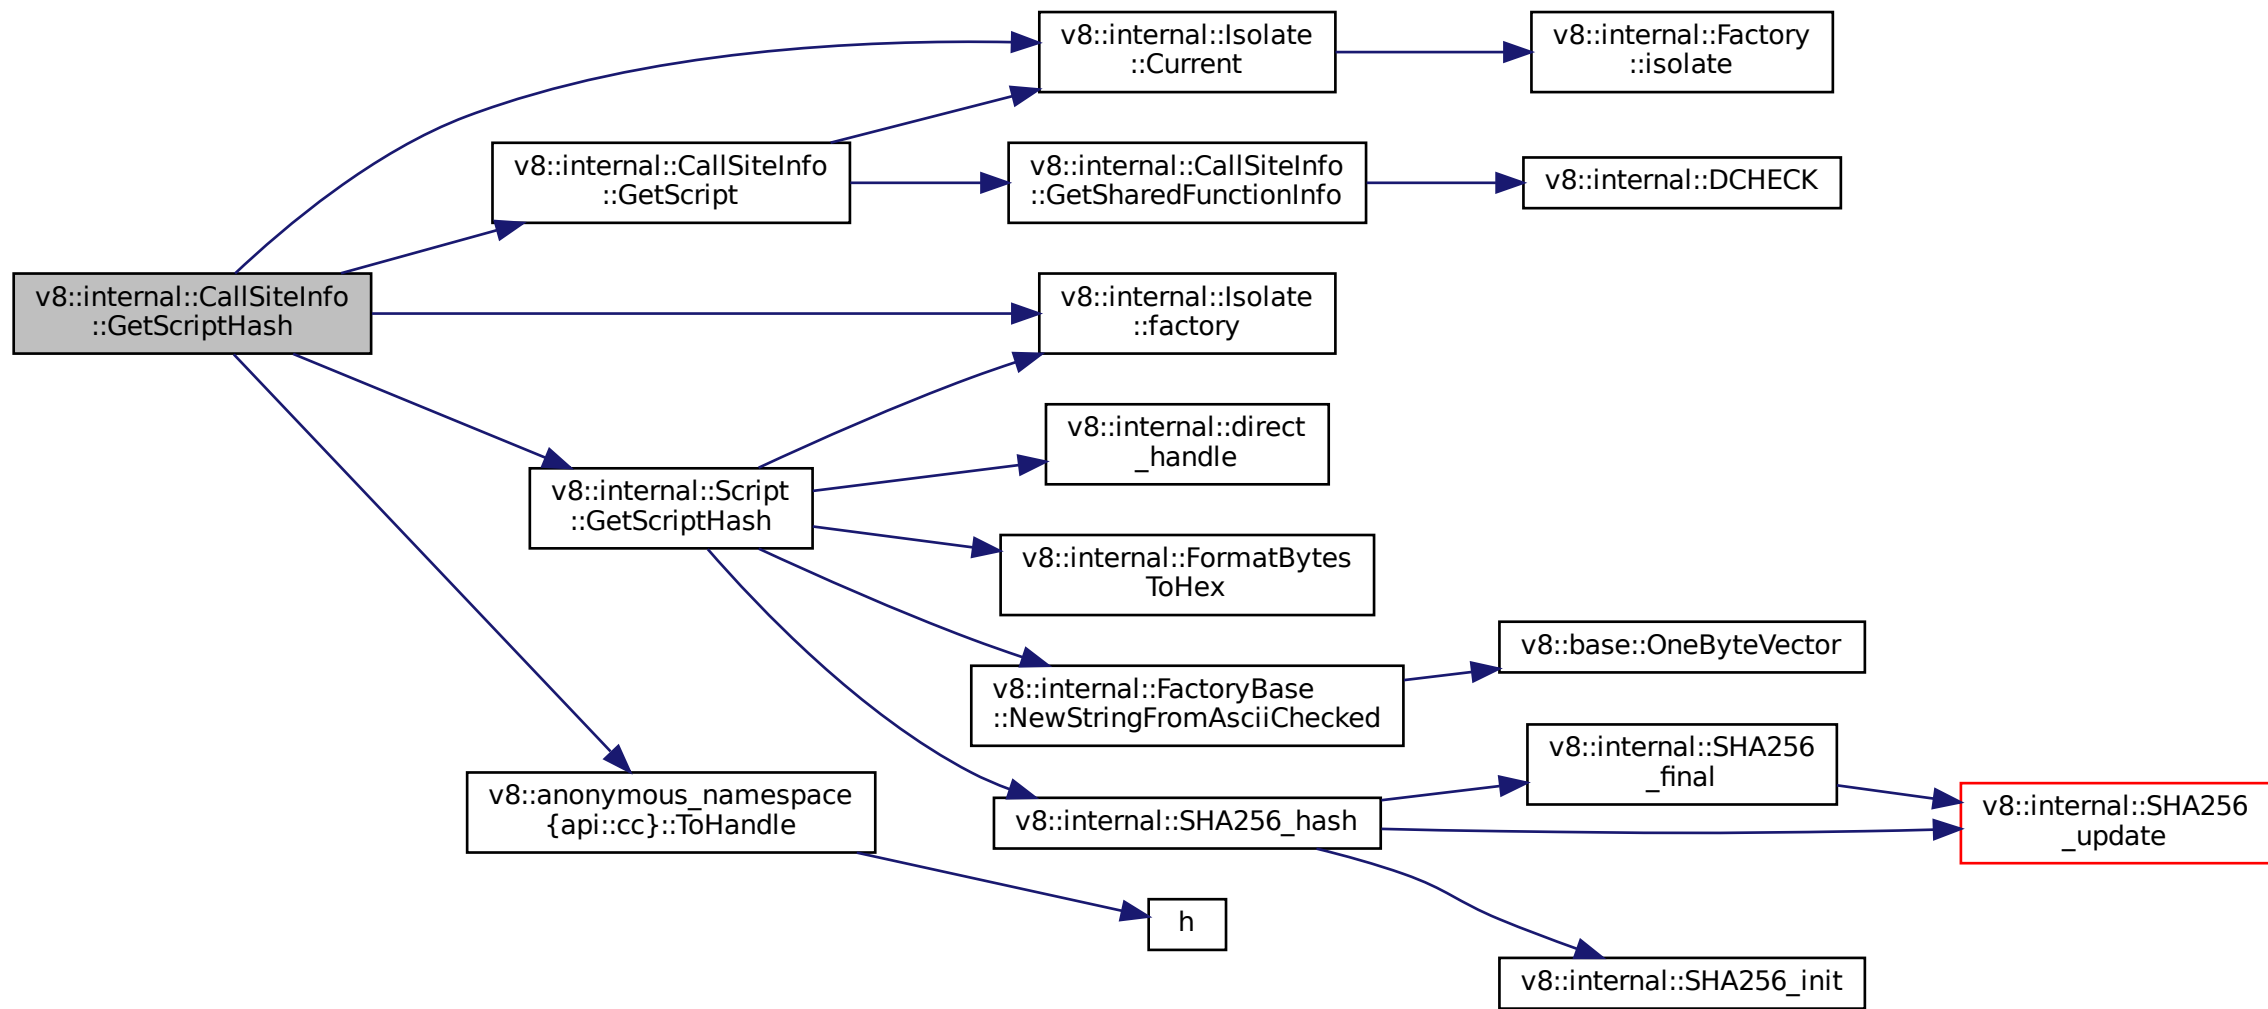 v8::internal::CallSiteInfo
::GetScriptHash
v8::internal::Isolate
::Current
v8::internal::Factory
::isolate
v8::internal::CallSiteInfo
::GetScript
v8::internal::CallSiteInfo
::GetSharedFunctionInfo
v8::internal::DCHECK
v8::internal::Isolate
::factory
v8::internal::Script
::GetScriptHash
v8::internal::direct
_handle
v8::internal::FormatBytes
ToHex
v8::internal::FactoryBase
::NewStringFromAsciiChecked
v8::base::OneByteVector
v8::internal::SHA256_hash
v8::internal::SHA256
_final
v8::internal::SHA256
_update
v8::internal::SHA256_init
v8::anonymous_namespace
{api::cc}::ToHandle
h